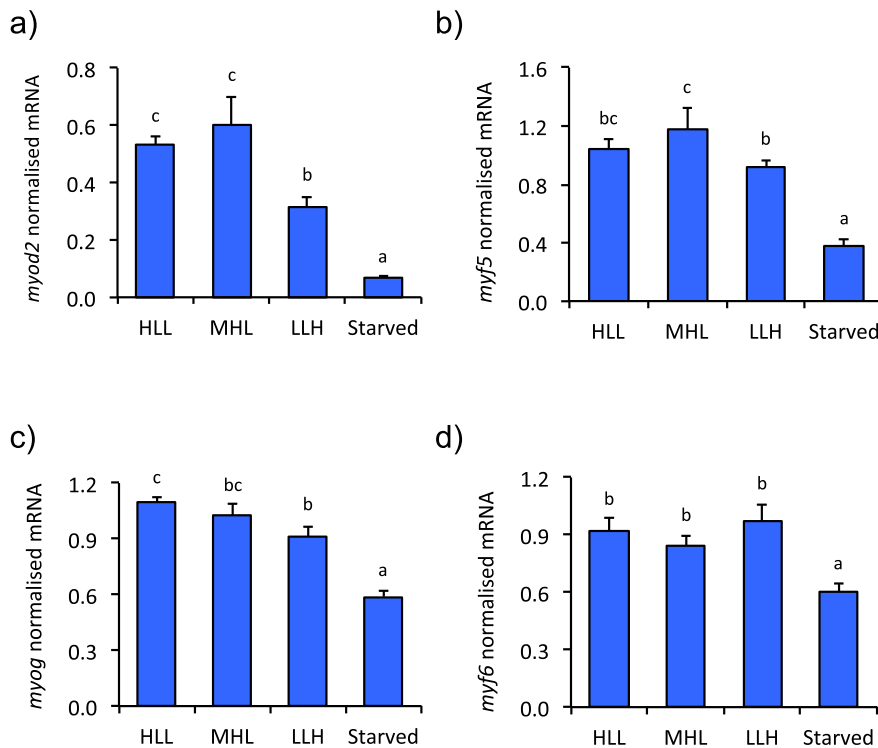 a)
myod2 normalised mRNA
0.8
0.6
0.4
0.2
0.0
c
c
b
a
HLL MHL LLH Starved
b)
myf5 normalised mRNA
1.6
1.2
0.8
0.4
0.0
bc
c
b
a
HLL MHL LLH Starved
c)
myog normalised mRNA
1.2
0.9
0.6
0.3
0.0
c
bc
b
a
HLL MHL LLH Starved
d)
myf6 normalised mRNA
1.2
0.9
0.6
0.3
0.0
b
b
b
a
HLL MHL LLH Starved